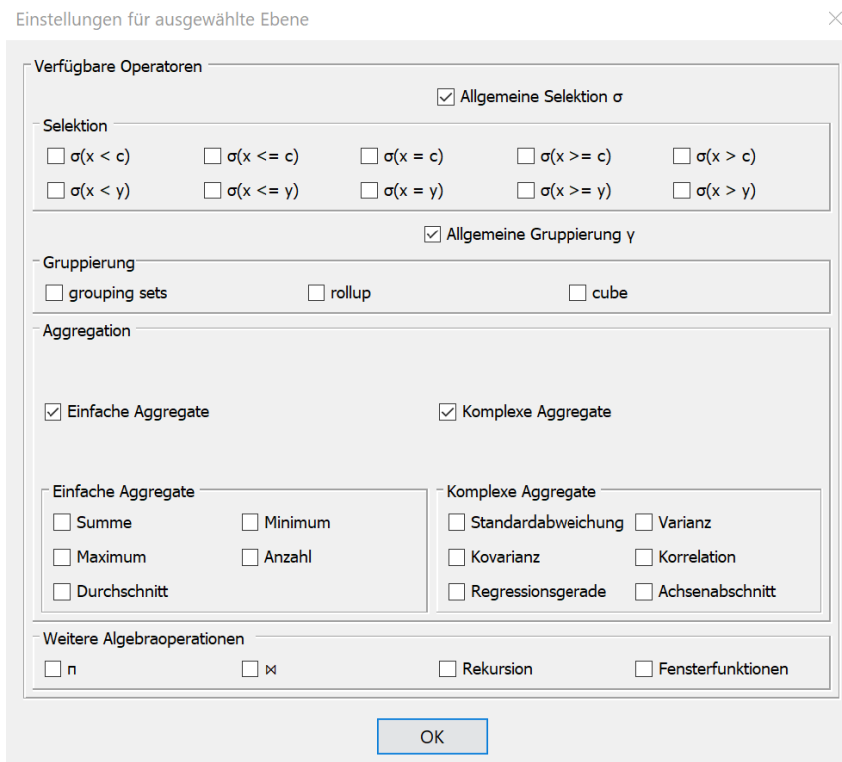 Einstellungen für ausgewählte Ebene
Verfügbare Operatoren
Allgemeine Selektion σ
Selektion
σ(x < c) σ(x <= c) σ(x = c) σ(x >= c) σ(x > c)
σ(x < y) σ(x <= y) σ(x = y) σ(x >= y) σ(x > y)
Allgemeine Gruppierung γ
Gruppierung
grouping sets rollup cube
Aggregation
Einfache Aggregate Komplexe Aggregate
Einfache Aggregate Komplexe Aggregate
Summe Minimum Standardabweichung Varianz
Maximum Anzahl Kovarianz Korrelation
Durchschnitt Regressionsgerade Achsenabschnitt
Weitere Algebraoperationen
π ⋈ Rekursion Fensterfunktionen
OK